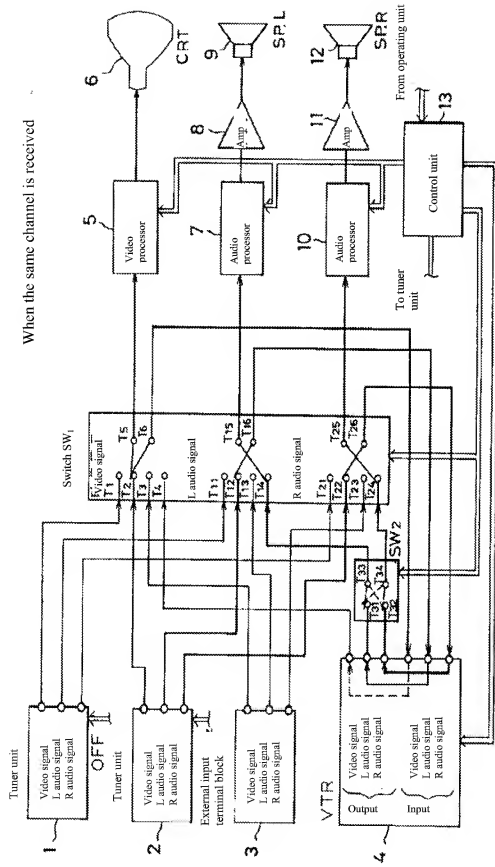 When the same channel is received
Tuner unit
1
Video signal
L audio signal
R audio signal
OFF
Tuner unit
2
Video signal
L audio signal
R audio signal
External input
terminal block
3
Video signal
L audio signal
R audio signal
VTR
4
Output
Video signal
L audio signal
R audio signal
Input
Video signal
L audio signal
R audio signal
Switch SW1
Video signal
T1
T2
T3
T4
T5
T6
L audio signal
T11
T12
T13
T14
T15
T16
R audio signal
T21
T22
T23
T24
T25
T26
SW2
T31
T32
T33
T34
5
Video
processor
6
CRT
7
Audio
processor
8
Amp
9
SP.L
10
Audio
processor
11
Amp
12
SP.R
From operating unit
13
Control unit
To tuner
unit